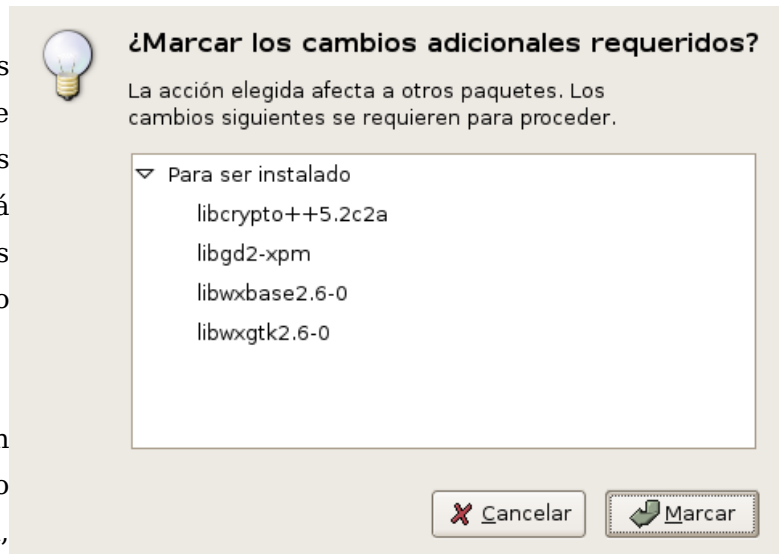 ¿Marcar los cambios adicionales requeridos?
La acción elegida afecta a otros paquetes. Los
cambios siguientes se requieren para proceder.
Para ser instalado
libcrypto++5.2c2a
libgd2-xpm
libwxbase2.6-0
libwxgtk2.6-0
Cancelar
Marcar